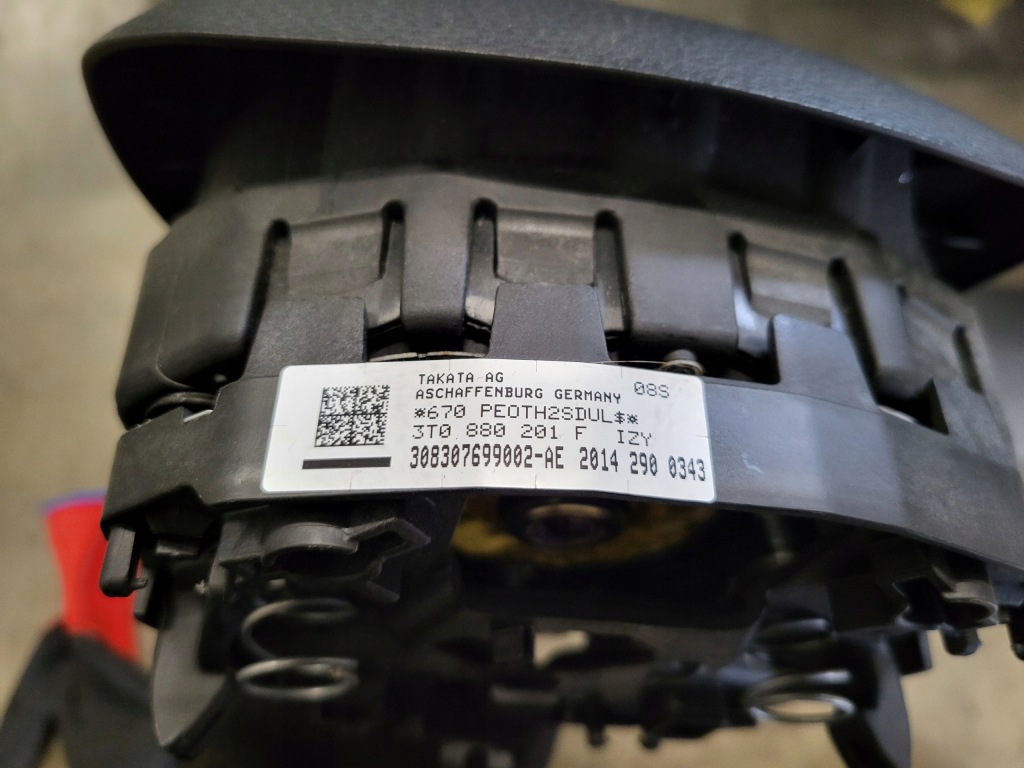 TAKATA AG
ASCHAFFENBURG GERMANY 08S
*670 PEOTH2SDUL$*
3T0 880 201 F IZY
308307699002-AE 2014 290 0343